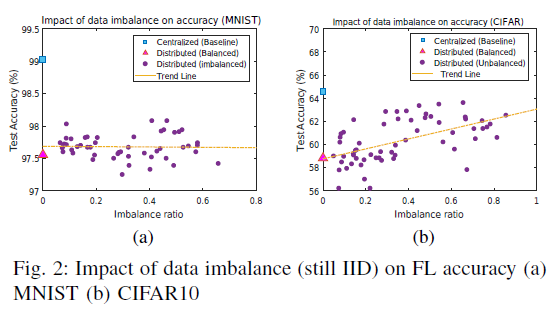 Impact of data imbalance on accuracy (MNIST)
99.5
99
98.5
98
97.5
97
Test Accuracy (%)
Centralized (Baseline)
Distributed (Balanced)
Distributed (imbalanced)
Trend Line
0 0.2 0.4 0.6 0.8
Imbalance ratio
(a)
Impact of data imbalance on accuracy (CIFAR)
70
68
66
64
62
60
58
56
Test Accuracy (%)
Centralized (Baseline)
Distributed (Balanced)
Distributed (Unbalanced)
Trend Line
0 0.2 0.4 0.6 0.8 1
Imbalance ratio
(b)
Fig. 2: Impact of data imbalance (still IID) on FL accuracy (a)
MNIST (b) CIFAR10